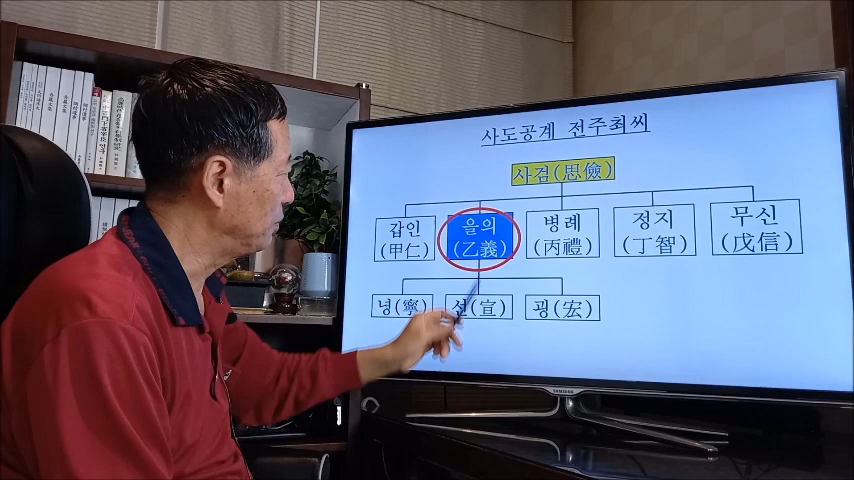 사도공계 전주최씨
사검(思儉)
갑인 을의 병례 정지 무신
(甲仁) (乙義) (丙禮) (丁智) (戊信)
녕(寧) 선(宣) 굉(宏)
SAMSUNG